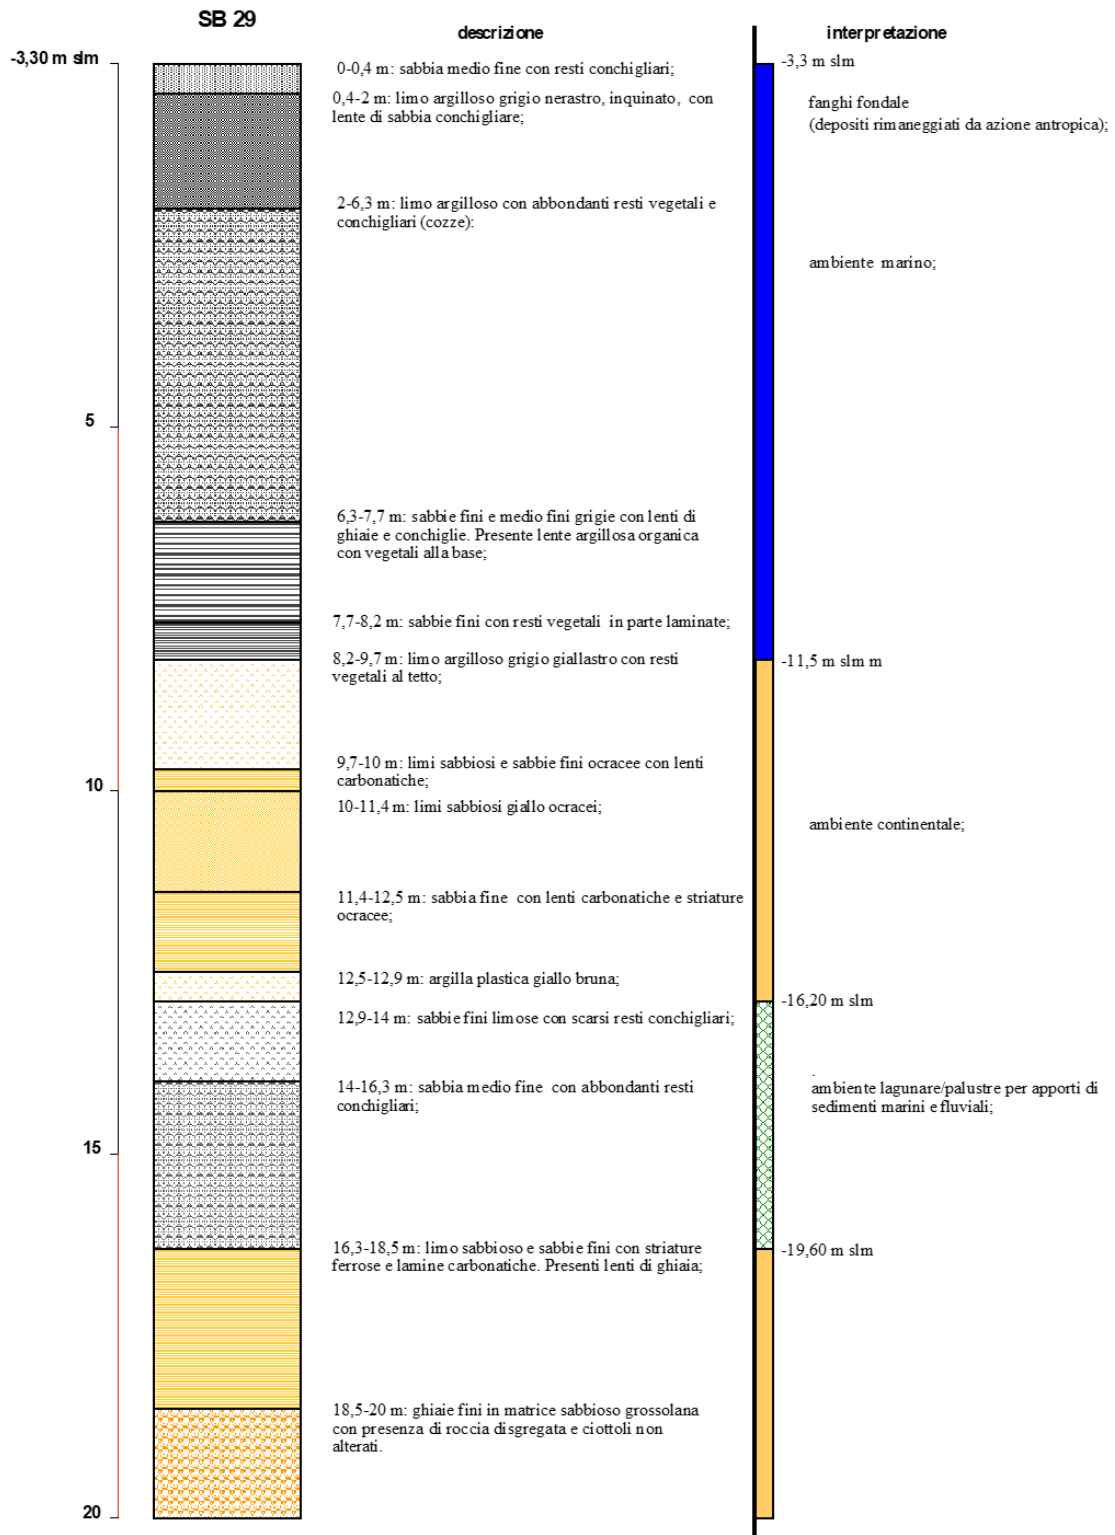 SB 29
descrizione
interpretazione
-3,30 m slm
0-0,4 m: sabbia medio fine con resti conchigliari;
-3,3 m slm
0,4-2 m: limo argilloso grigio nerastro, inquinato, con
lente di sabbia conchigliare;
fanghi fondale
(depositi rimaneggiati da azione antropica);
2-6,3 m: limo argilloso con abbondanti resti vegetali e
conchigliari (cozze):
ambiente marino;
5
6,3-7,7 m: sabbie fini e medio fini grigie con lenti di
ghiaie e conchiglie. Presente lente argillosa organica
con vegetali alla base;
7,7-8,2 m: sabbie fini con resti vegetali in parte laminate;
8,2-9,7 m: limo argilloso grigio giallastro con resti
vegetali al tetto;
-11,5 m slm m
9,7-10 m: limi sabbiosi e sabbie fini ocracee con lenti
carbonatiche;
10
10-11,4 m: limi sabbiosi giallo ocracei;
ambiente continentale;
11,4-12,5 m: sabbia fine con lenti carbonatiche e striature
ocracee;
12,5-12,9 m: argilla plastica giallo bruna;
-16,20 m slm
12,9-14 m: sabbie fini limose con scarsi resti conchigliari;
14-16,3 m: sabbia medio fine con abbondanti resti
conchigliari;
.
ambiente lagunare/palustre per apporti di
sedimenti marini e fluviali;
15
16,3-18,5 m: limo sabbioso e sabbie fini con striature
ferrose e lamine carbonatiche. Presenti lenti di ghiaia;
-19,60 m slm
18,5-20 m: ghiaie fini in matrice sabbioso grossolana
con presenza di roccia disgregata e ciottoli non
alterati.
20